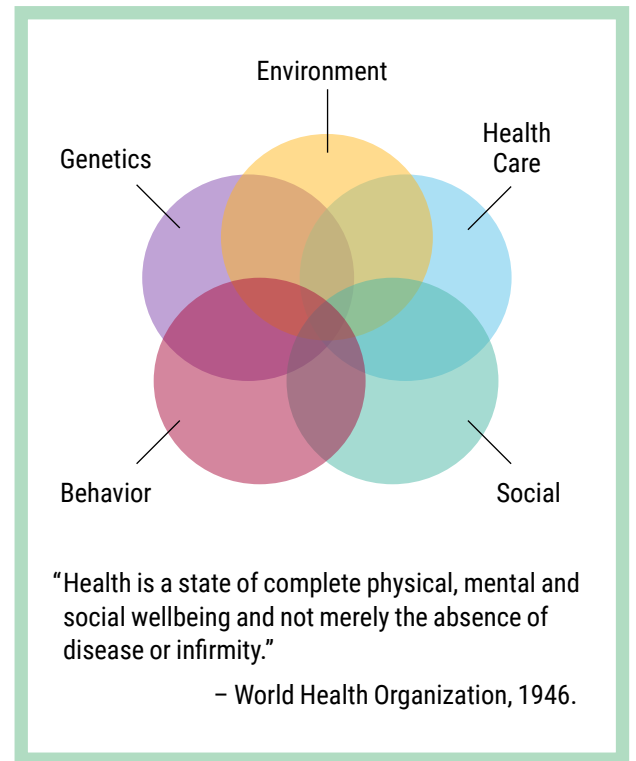 Environment
Health
Care
Genetics
Behavior
Social
“Health is a state of complete physical, mental and
social wellbeing and not merely the absence of
disease or infirmity.”
– World Health Organization, 1946.